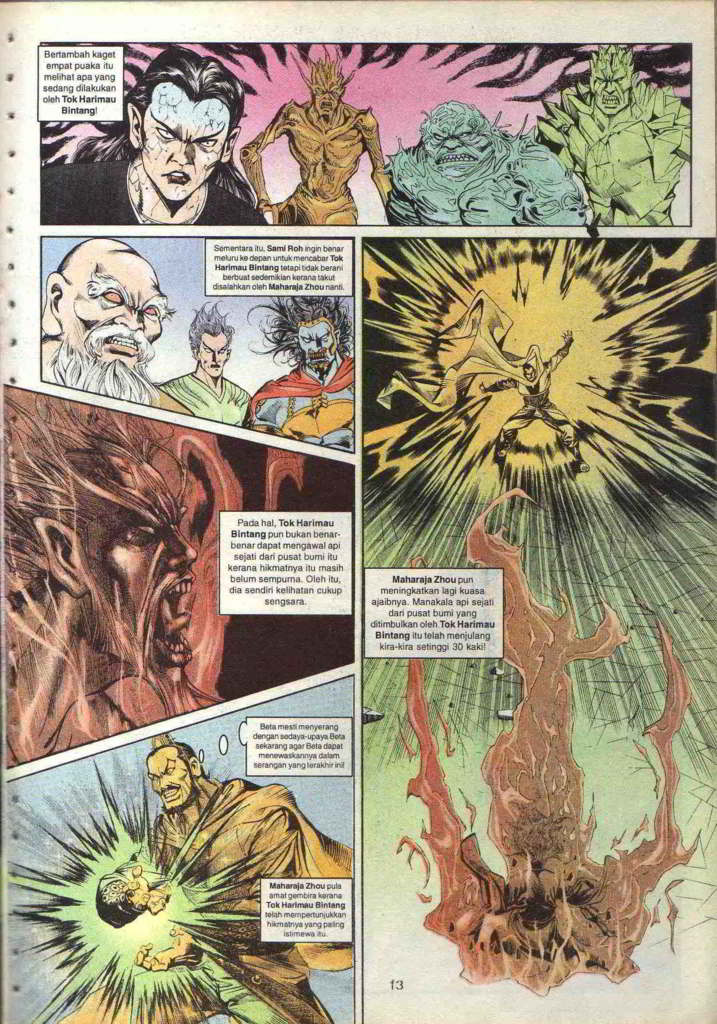 Bertambah kaget
empat puaka itu
melihat apa yang
sedang dilakukan
oleh Tok Harimau
Bintang!
Sementara itu, Sami Roh ingin benar
meluru ke depan untuk mencabar Tok
Harimau Bintang tetapi tidak berani
berbuat sedemikian kerana takut
disalahkan oleh Maharaja Zhou nanti.
Pada hal, Tok Harimau
Bintang pun bukan benar-
benar dapat mengawal api
sejati dari pusat bumi itu
kerana hikmatnya itu masih
belum sempurna. Oleh itu,
dia sendiri kelihatan cukup
sengsara.
Beta mesti menyerang
dengan sedaya-upaya Beta
sekarang agar Beta dapat
menewaskannya dalam
serangan yang terakhir ini!
Maharaja Zhou pula
amat gembira kerana
Tok Harimau Bintang
telah mempertunjukkan
hikmatnya yang paling
istimewa itu.
Maharaja Zhou pun
meningkatkan lagi kuasa
ajaibnya. Manakala api sejati
dari pusat bumi yang
ditimbulkan oleh Tok Harimau
Bintang itu telah menjulang
kira-kira setinggi 30 kaki!
13